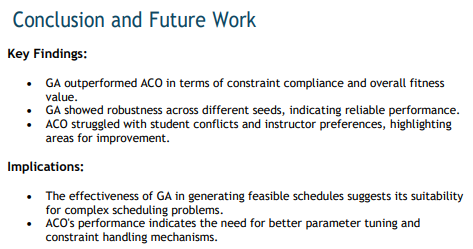 Conclusion and Future Work
Key Findings:
• GA outperformed ACO in terms of constraint compliance and overall fitness
value.
• GA showed robustness across different seeds, indicating reliable performance.
• ACO struggled with student conflicts and instructor preferences, highlighting
areas for improvement.
Implications:
• The effectiveness of GA in generating feasible schedules suggests its suitability
for complex scheduling problems.
• ACO's performance indicates the need for better parameter tuning and
constraint handling mechanisms.